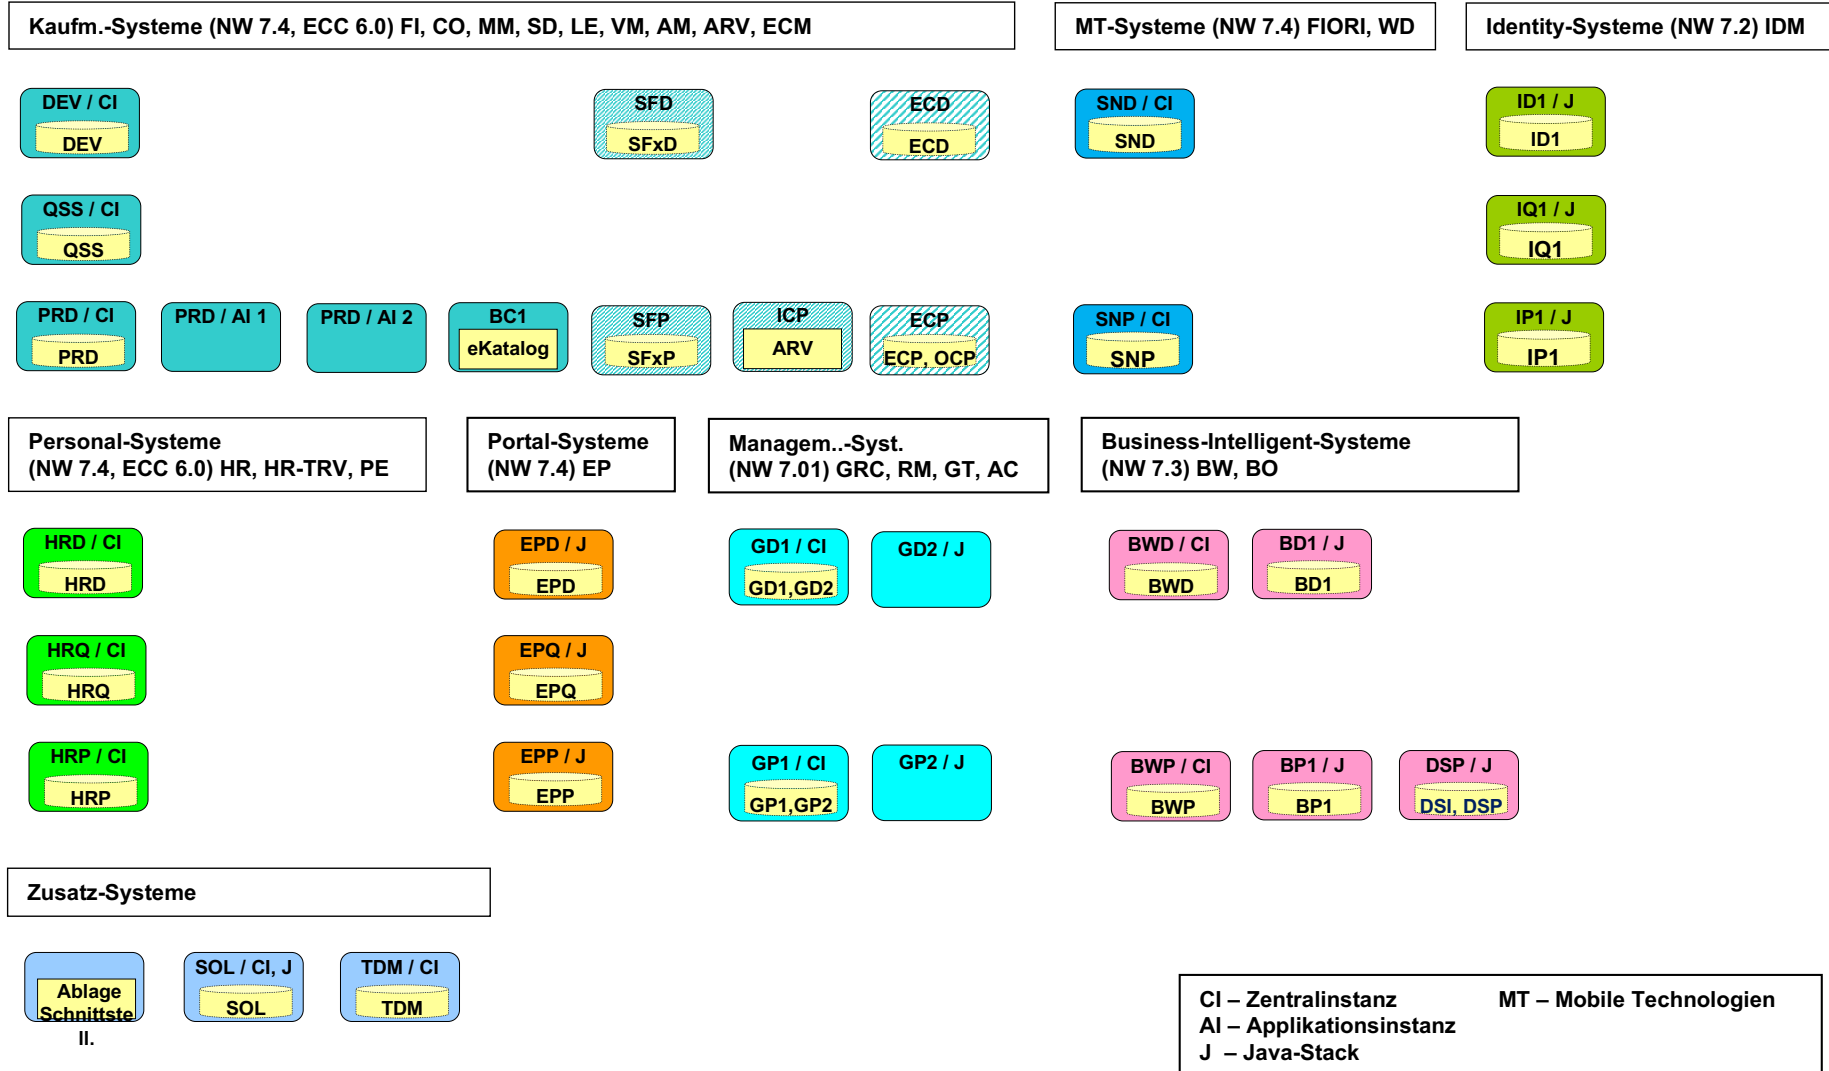 Kaufm.-Systeme (NW 7.4, ECC 6.0) FI, CO, MM, SD, LE, VM, AM, ARV, ECM
MT-Systeme (NW 7.4) FIORI, WD
Identity-Systeme (NW 7.2) IDM
DEV / CI
DEV
SFD
SFxD
ECD
ECD
SND / CI
SND
ID1 / J
ID1
QSS / CI
QSS
IQ1 / J
IQ1
PRD / CI
PRD
PRD / AI 1
PRD / AI 2
BC1
eKatalog
SFP
SFxP
ICP
ARV
ECP
ECP, OCP
SNP / CI
SNP
IP1 / J
IP1
Personal-Systeme
(NW 7.4, ECC 6.0) HR, HR-TRV, PE
Portal-Systeme
(NW 7.4) EP
Managem..-Syst.
(NW 7.01) GRC, RM, GT, AC
Business-Intelligent-Systeme
(NW 7.3) BW, BO
HRD / CI
HRD
EPD / J
EPD
GD1 / CI
GD1,GD2
GD2 / J
BWD / CI
BWD
BD1 / J
BD1
HRQ / CI
HRQ
EPQ / J
EPQ
HRP / CI
HRP
EPP / J
EPP
GP1 / CI
GP1,GP2
GP2 / J
BWP / CI
BWP
BP1 / J
BP1
DSP / J
DSI, DSP
Zusatz-Systeme
Ablage
Schnittste
ll.
SOL / CI, J
SOL
TDM / CI
TDM
CI – Zentralinstanz
MT – Mobile Technologien
AI – Applikationsinstanz
J – Java-Stack